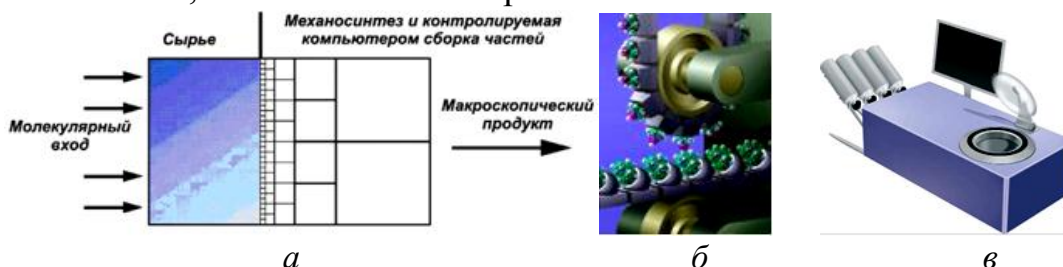 Сырье
Механосинтез и контролируемая
компьютером сборка частей
Молекулярный
вход
Макроскопический
продукт
а
б
в